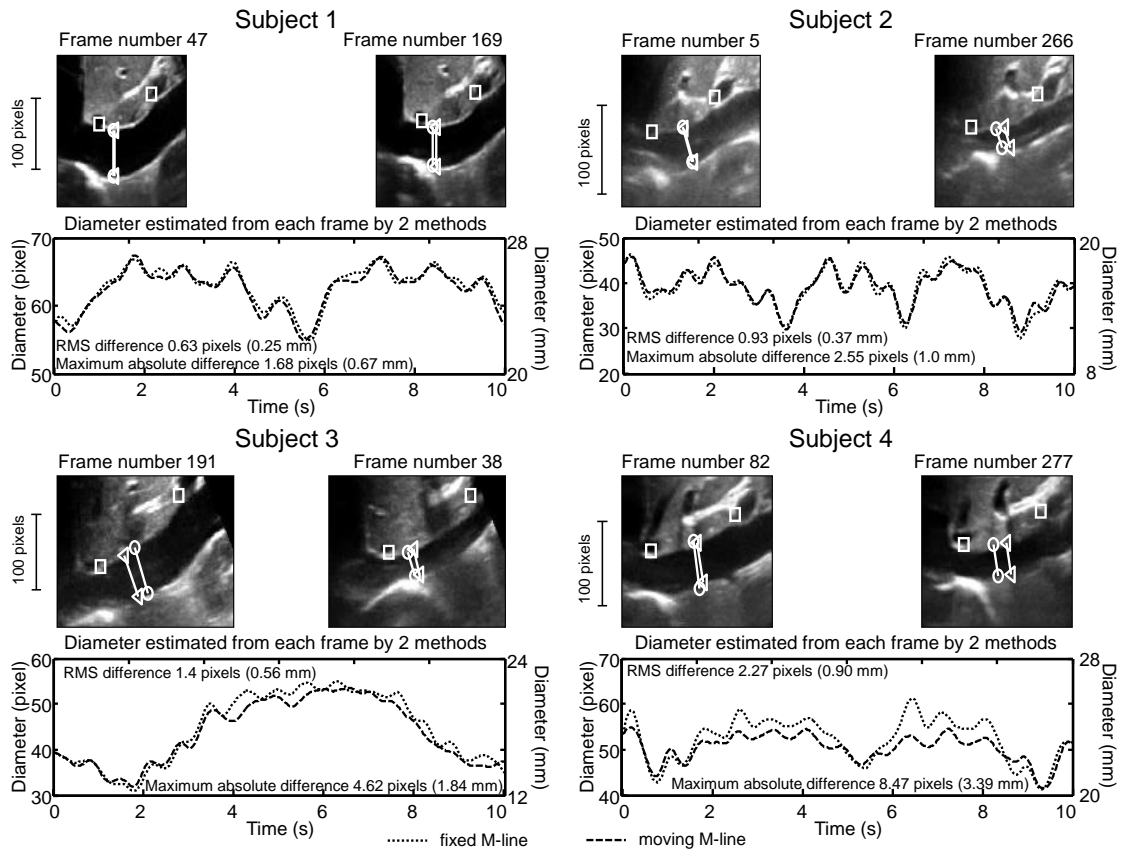 Subject 1
Frame number 47
Frame number 169
100 pixels
Diameter estimated from each frame by 2 methods
Diameter (pixel)
70
60
50
28
20
Diameter (mm)
RMS difference 0.63 pixels (0.25 mm)
Maximum absolute difference 1.68 pixels (0.67 mm)
0 2 4 6 8 10
Time (s)
Subject 2
Frame number 5
Frame number 266
100 pixels
Diameter estimated from each frame by 2 methods
Diameter (pixel)
50
40
30
20
20
8
Diameter (mm)
RMS difference 0.93 pixels (0.37 mm)
Maximum absolute difference 2.55 pixels (1.0 mm)
0 2 4 6 8 10
Time (s)
Subject 3
Frame number 191
Frame number 38
100 pixels
Diameter estimated from each frame by 2 methods
Diameter (pixel)
60
50
40
30
24
12
Diameter (mm)
RMS difference 1.4 pixels (0.56 mm)
Maximum absolute difference 4.62 pixels (1.84 mm)
0 2 4 6 8 10
Time (s)
Subject 4
Frame number 82
Frame number 277
100 pixels
Diameter estimated from each frame by 2 methods
Diameter (pixel)
70
60
50
40
28
20
Diameter (mm)
RMS difference 2.27 pixels (0.90 mm)
Maximum absolute difference 8.47 pixels (3.39 mm)
0 2 4 6 8 10
Time (s)
fixed M-line
moving M-line